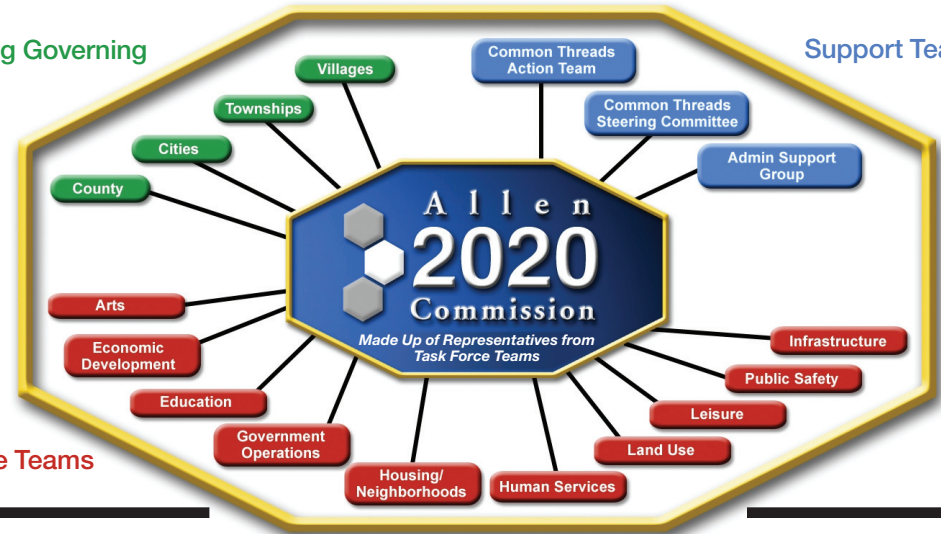 Governing
Support
Villages
Townships
Cities
County
Common Threads
Action Team
Common Threads
Steering Committee
Admin Support
Group
Allen
2020
Commission
Made Up of Representatives from
Task Force Teams
Arts
Economic
Development
Education
Government
Operations
Housing/
Neighborhoods
Human Services
Land Use
Leisure
Public Safety
Infrastructure
Teams